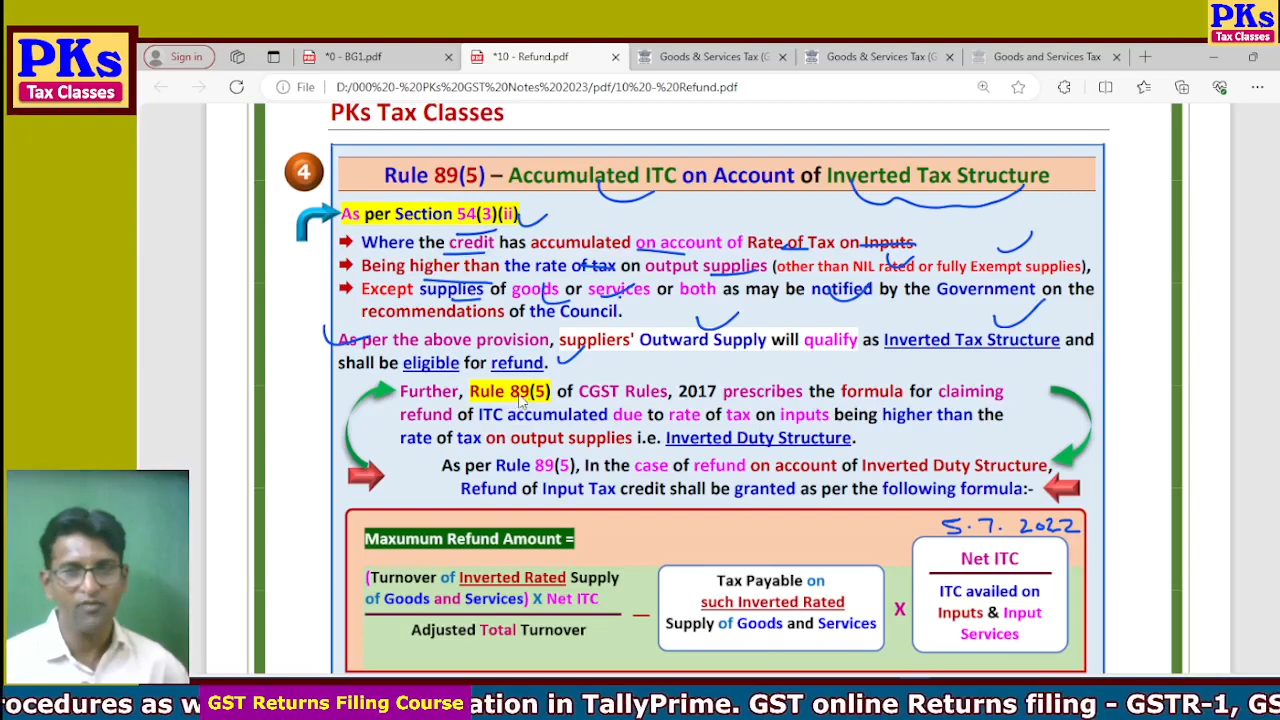 PKs
Tax Classes
PKs
Tax Classes
Sign in
*0 - BG1.pdf
*10 - Refund.pdf
Goods & Services Tax (G
Goods & Services Tax (G
Goods and Services Tax
File
D:/000%20-%20PKs%20GST%20Notes%202023/pdf/10%20-%20Refund.pdf
PKs Tax Classes
4
Rule 89(5) – Accumulated ITC on Account of Inverted Tax Structure
As per Section 54(3)(ii)
Where the credit has accumulated on account of Rate of Tax on Inputs
Being higher than the rate of tax on output supplies (other than NIL rated or fully Exempt supplies),
Except supplies of goods or services or both as may be notified by the Government on the
recommendations of the Council.
As per the above provision, suppliers' Outward Supply will qualify as Inverted Tax Structure and
shall be eligible for refund.
Further, Rule 89(5) of CGST Rules, 2017 prescribes the formula for claiming
refund of ITC accumulated due to rate of tax on inputs being higher than the
rate of tax on output supplies i.e. Inverted Duty Structure.
As per Rule 89(5), In the case of refund on account of Inverted Duty Structure,
Refund of Input Tax credit shall be granted as per the following formula:-
5.7.2022
Maxumum Refund Amount =
(Turnover of Inverted Rated Supply
of Goods and Services) X Net ITC
Adjusted Total Turnover
—
Tax Payable on
such Inverted Rated
Supply of Goods and Services
X
Net ITC
ITC availed on
Inputs & Input
Services
rocedures as w
GST Returns Filing Course
ation in TallyPrime. GST online Returns filing - GSTR-1, GS